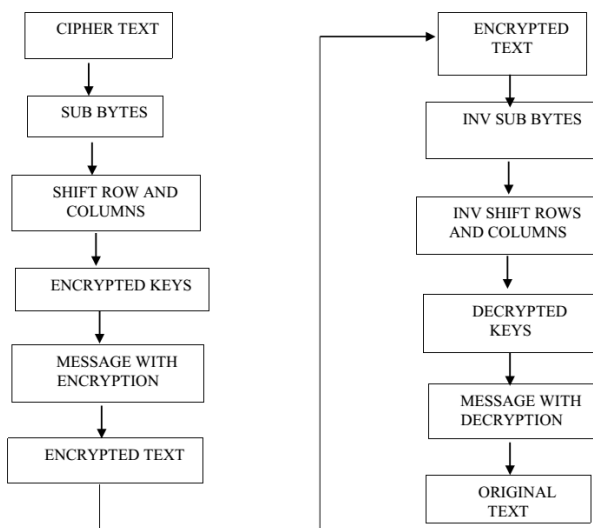 CIPHER TEXT
SUB BYTES
SHIFT ROW AND
COLUMNS
ENCRYPTED KEYS
MESSAGE WITH
ENCRYPTION
ENCRYPTED TEXT
ENCRYPTED
TEXT
INV SUB BYTES
INV SHIFT ROWS
AND COLUMNS
DECRYPTED
KEYS
MESSAGE WITH
DECRYPTION
ORIGINAL
TEXT